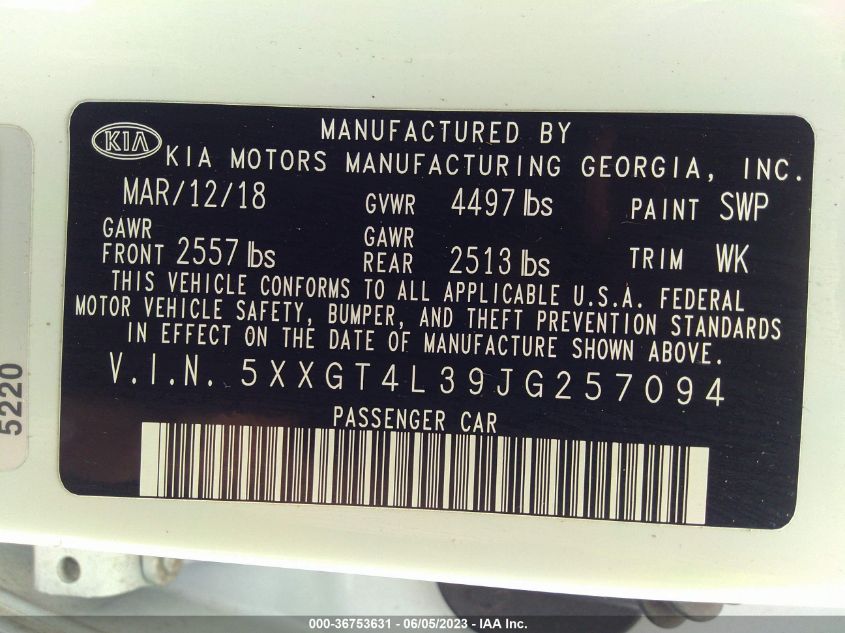 MANUFACTURED BY
KIA KIA MOTORS MANUFACTURING GEORGIA, INC.
MAR/12/18 GVWR 4497 lbs PAINT SWP
GAWR FRONT 2557 lbs GAWR REAR 2513 lbs TRIM WK
THIS VEHICLE CONFORMS TO ALL APPLICABLE U.S.A. FEDERAL
MOTOR VEHICLE SAFETY, BUMPER, AND THEFT PREVENTION STANDARDS
IN EFFECT ON THE DATE OF MANUFACTURE SHOWN ABOVE.
V.I.N. 5XXGT4L39JG257094
PASSENGER CAR
5220
000-36753631 - 06/05/2023 - IAA Inc.